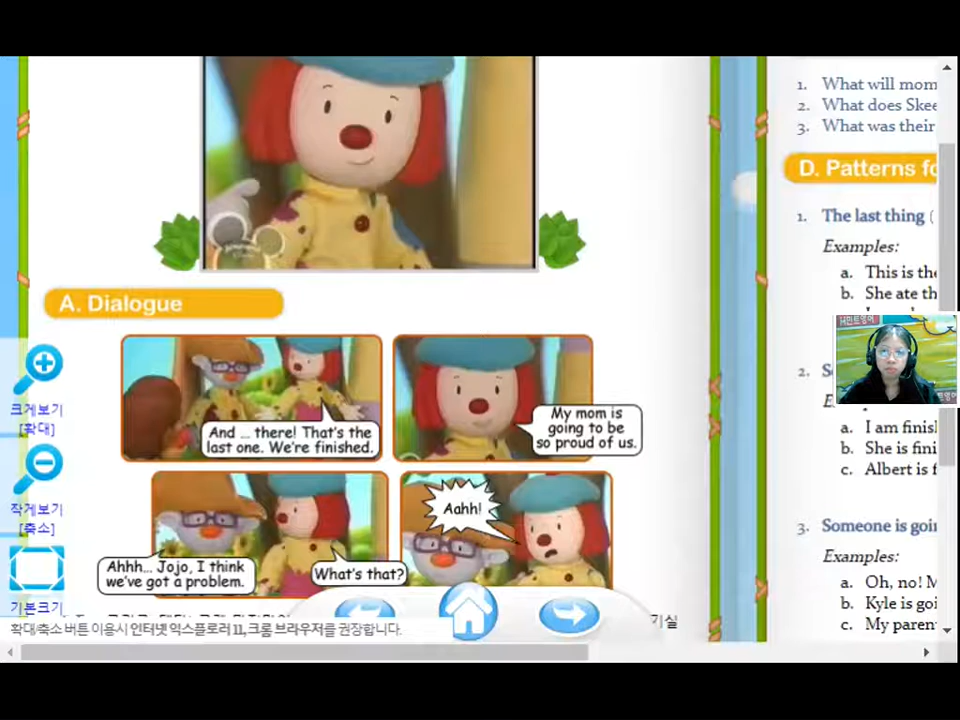 A. Dialogue
And ... there! That's the
last one. We're finished.
My mom is
going to be
so proud of us.
Ahhh... Jojo, I think
we've got a problem.
What's that?
Aahh!
크게보기
[확대]
작게보기
[축소]
기본크기
확대/축소 버튼 이용시 인터넷 익스플로러 11, 크롬 브라우저를 권장합니다.
기실
1. What will mom
2. What does Skee
3. What was their
D. Patterns fo
1. The last thing (
Examples:
a. This is the
b. She ate th
2.
a. I am finish
b. She is fini
c. Albert is f
3. Someone is goin
Examples:
a. Oh, no! M
b. Kyle is goi
c. My paren